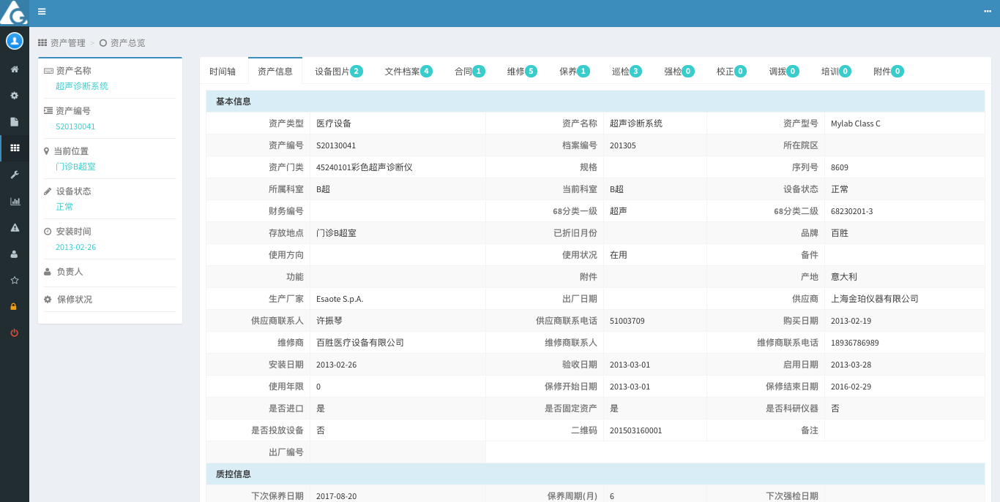 资产管理 > 资产总览
资产名称
超声诊断系统
资产编号
S20130041
当前位置
门诊B超室
设备状态
正常
安装时间
2013-02-26
负责人
保修状况
时间轴 资产信息 设备图片 2 文件档案 4 合同 1 维修 5 保养 1 巡检 3 强检 0 校正 0 调拨 0 培训 0 附件 0
基本信息
资产类型 医疗设备 资产名称 超声诊断系统 资产型号 Mylab Class C
资产编号 S20130041 档案编号 201305 所在院区
资产门类 45240101彩色超声诊断仪 规格 序列号 8609
所属科室 B超 当前科室 B超 设备状态 正常
财务编号 68分类一级 超声 68分类二级 68230201-3
存放地点 门诊B超室 已折旧月份 品牌 百胜
使用方向 使用状况 在用 备件
功能 附件 产地 意大利
生产厂家 Esaote S.p.A. 出厂日期 供应商 上海金珀仪器有限公司
供应商联系人 许振琴 供应商联系电话 51003709 购买日期 2013-02-19
维修商 百胜医疗设备有限公司 维修商联系人 维修商联系电话 18936786989
安装日期 2013-02-26 验收日期 2013-03-01 启用日期 2013-03-28
使用年限 0 保修开始日期 2013-03-01 保修结束日期 2016-02-29
是否进口 是 是否固定资产 是 是否科研仪器 否
是否投放设备 否 二维码 201503160001 备注
出厂编号
质控信息
下次保养日期 2017-08-20 保养周期(月) 6 下次强检日期